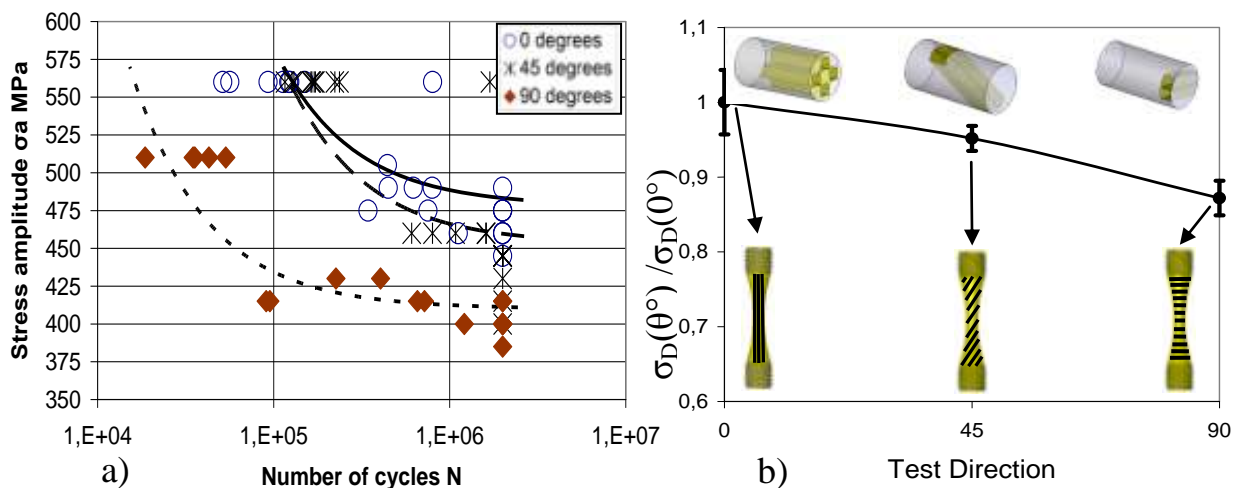 600
575
550
525
500
475
450
425
400
375
350
Stress amplitude σa MPa
0 degrees
45 degrees
90 degrees
1,E+04
1,E+05
1,E+06
1,E+07
a)
Number of cycles N
1,1
1
0,9
0,8
0,7
0,6
σD(θ°) /σD(0°)
0
45
90
b)
Test Direction